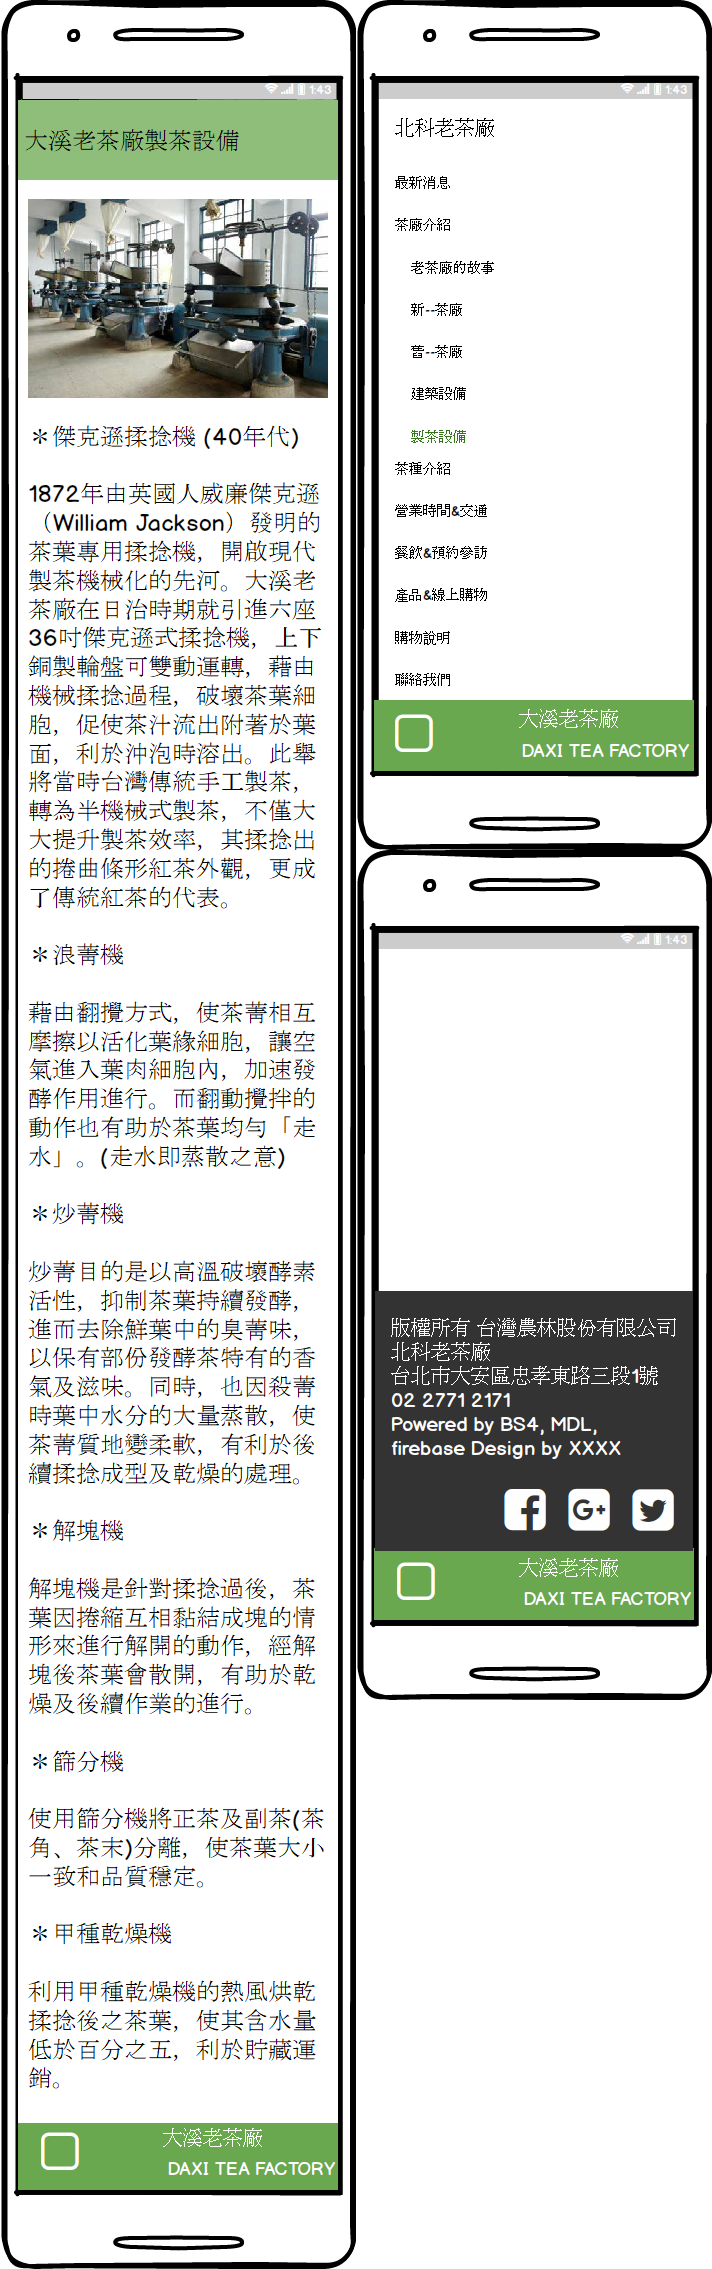 1:43
大溪老茶廠製茶設備
＊傑克遜揉捻機 (40年代)
1872年由英國人威廉傑克遜
（William Jackson）發明的
茶葉專用揉捻機，開啟現代
製茶機械化的先河。大溪老
茶廠在日治時期就引進六座
36吋傑克遜式揉捻機，上下
銅製輪盤可雙動運轉，藉由
機械揉捻過程，破壞茶葉細
胞，促使茶汁流出附著於葉
面，利於沖泡時溶出。此舉
將當時台灣傳統手工製茶，
轉為半機械式製茶，不僅大
大提升製茶效率，其揉捻出
的捲曲條形紅茶外觀，更成
了傳統紅茶的代表。
＊浪菁機
藉由翻攪方式，使茶菁相互
摩擦以活化葉緣細胞，讓空
氣進入葉肉細胞內，加速發
酵作用進行。而翻動攪拌的
動作也有助於茶葉均勻「走
水」。(走水即蒸散之意)
＊炒菁機
炒菁目的是以高溫破壞酵素
活性，抑制茶葉持續發酵，
進而去除鮮葉中的臭菁味，
以保有部份發酵茶特有的香
氣及滋味。同時，也因殺菁
時葉中水分的大量蒸散，使
茶菁質地變柔軟，有利於後
續揉捻成型及乾燥的處理。
＊解塊機
解塊機是針對揉捻過後，茶
葉因捲縮互相黏結成塊的情
形來進行解開的動作，經解
塊後茶葉會散開，有助於乾
燥及後續作業的進行。
＊篩分機
使用篩分機將正茶及副茶(茶
角、茶末)分離，使茶葉大小
一致和品質穩定。
＊甲種乾燥機
利用甲種乾燥機的熱風烘乾
揉捻後之茶葉，使其含水量
低於百分之五，利於貯藏運
銷。
大溪老茶廠
DAXI TEA FACTORY
1:43
北科老茶廠
最新消息
茶廠介紹
老茶廠的故事
新--茶廠
舊--茶廠
建築設備
製茶設備
茶種介紹
營業時間&交通
餐飲&預約參訪
產品&線上購物
購物說明
聯絡我們
大溪老茶廠
DAXI TEA FACTORY
1:43
版權所有 台灣農林股份有限公司
北科老茶廠
台北市大安區忠孝東路三段1號
02 2771 2171
Powered by BS4, MDL,
firebase Design by XXXX
大溪老茶廠
DAXI TEA FACTORY